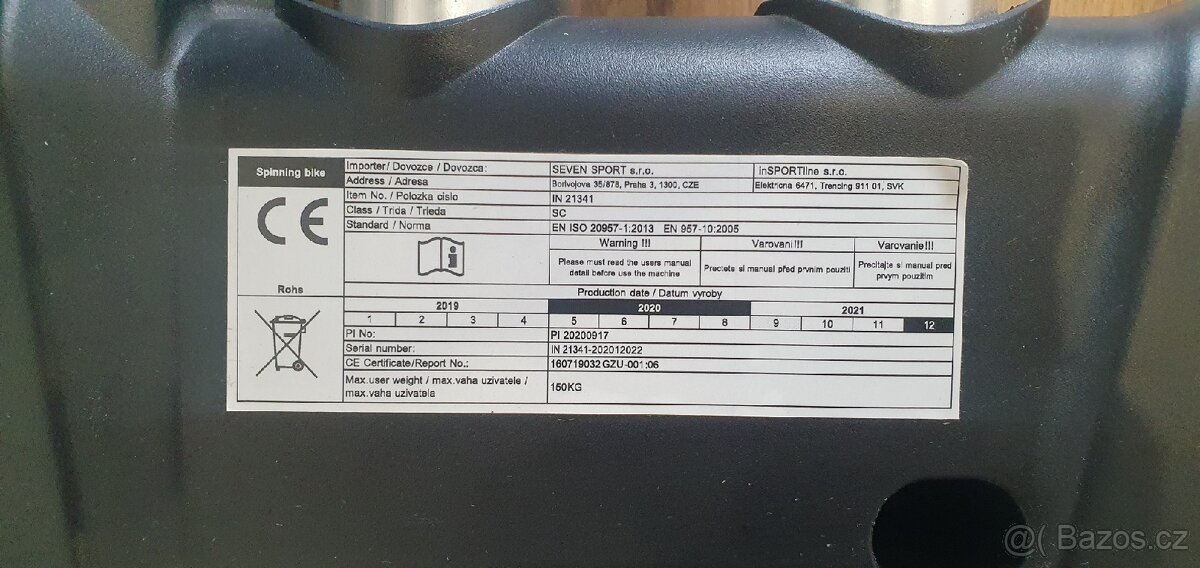 Spinning bike
CE
Rohs
Importer/ Dovozce / Dovozca: SEVEN SPORT s.r.o. inSPORTline s.r.o.
Address / Adresa Borivojova 35/878, Praha 3, 1300, CZE Elektricna 6471, Trencing 911 01, SVK
Item No. / Polozka cislo IN 21341
Class / Trida / Trieda SC
Standard / Norma EN ISO 20957-1:2013 EN 957-10:2005
Warning !!! Varovani!!! Varovanie!!!
Please must read the users manual detail before use the machine
Prectete si manual před prvnim pouziti
Precitajte si manual pred prvym pouzitim
Production date / Datum vyroby
2019 2020 2021
1 2 3 4 5 6 7 8 9 10 11 12
PI No: PI 20200917
Serial number: IN 21341-202012022
CE Certificate/Report No.: 160719032 GZU-001;06
Max.user weight / max.vaha uzivatele / max.vaha uzivatela 150KG
@( Bazos.cz